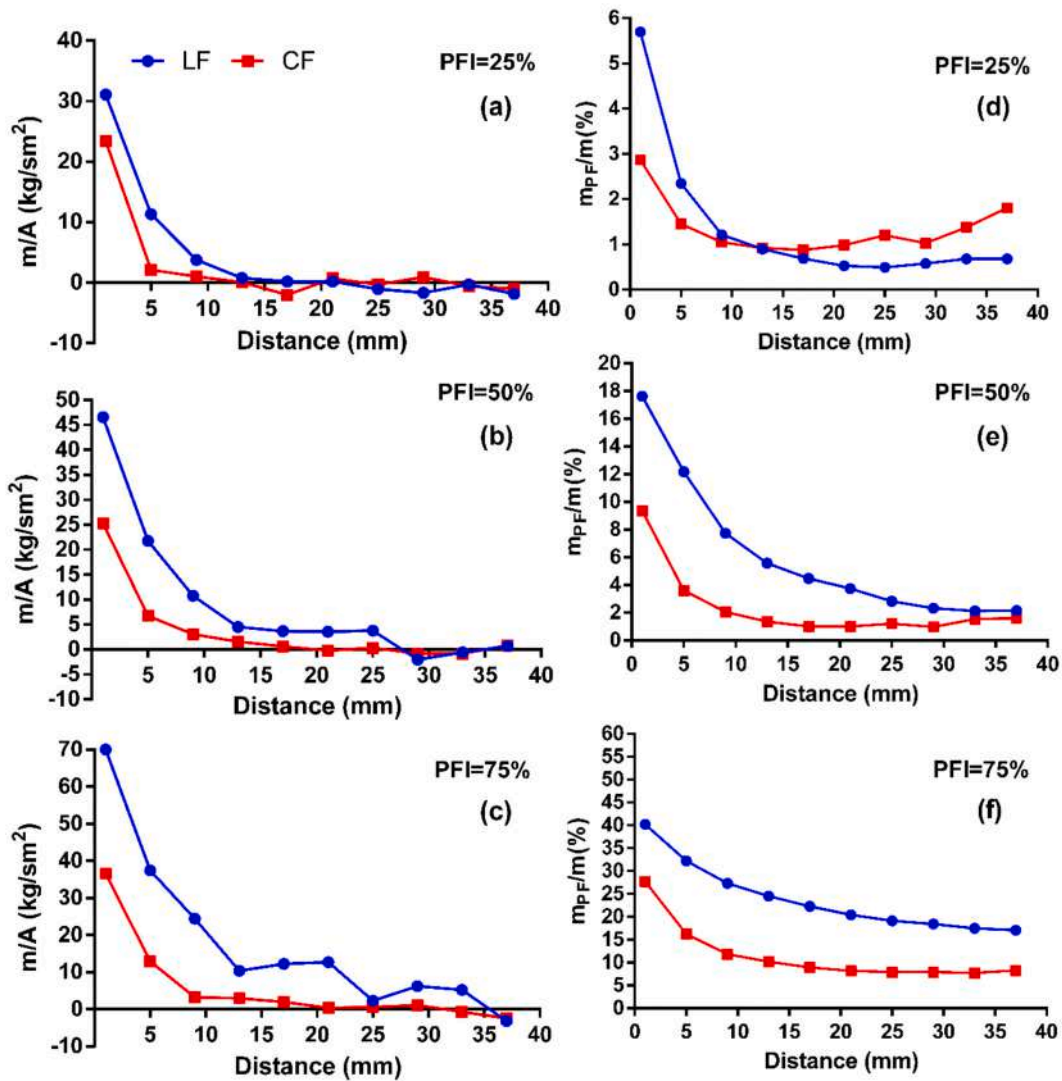 LF CF
PFI=25%
(a)
m/A (kg/sm²)
40
30
20
10
0
-10
5 10 15 20 25 30 35 40
Distance (mm)
PFI=25%
(d)
mPF/m(%)
6
5
4
3
2
1
0
0 5 10 15 20 25 30 35 40
Distance (mm)
PFI=50%
(b)
m/A (kg/sm²)
50
45
40
35
30
25
20
15
10
5
0
-5
-10
5 10 15 20 25 30 35 40
Distance (mm)
PFI=50%
(e)
mPF/m(%)
20
18
16
14
12
10
8
6
4
2
0
0 5 10 15 20 25 30 35 40
Distance (mm)
PFI=75%
(c)
m/A (kg/sm²)
70
60
50
40
30
20
10
0
-10
5 10 15 20 25 30 35 40
Distance (mm)
PFI=75%
(f)
mPF/m(%)
60
55
50
45
40
35
30
25
20
15
10
5
0
0 5 10 15 20 25 30 35 40
Distance (mm)